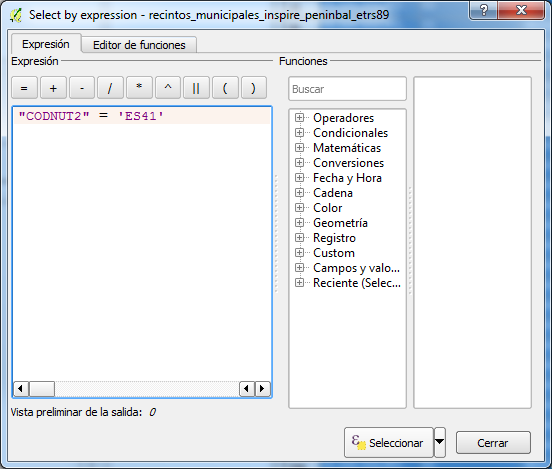 Select by expression - recintos_municipales_inspire_peninbal_etrs89
Expresión
Editor de funciones
Expresión
Funciones
= + - / * ^ || ( )
Buscar
"CODNUT2" = 'ES41'
Operadores
Condicionales
Matemáticas
Conversiones
Fecha y Hora
Cadena
Color
Geometría
Registro
Custom
Campos y valo...
Reciente (Selec...
Vista preliminar de la salida: 0
Seleccionar
Cerrar